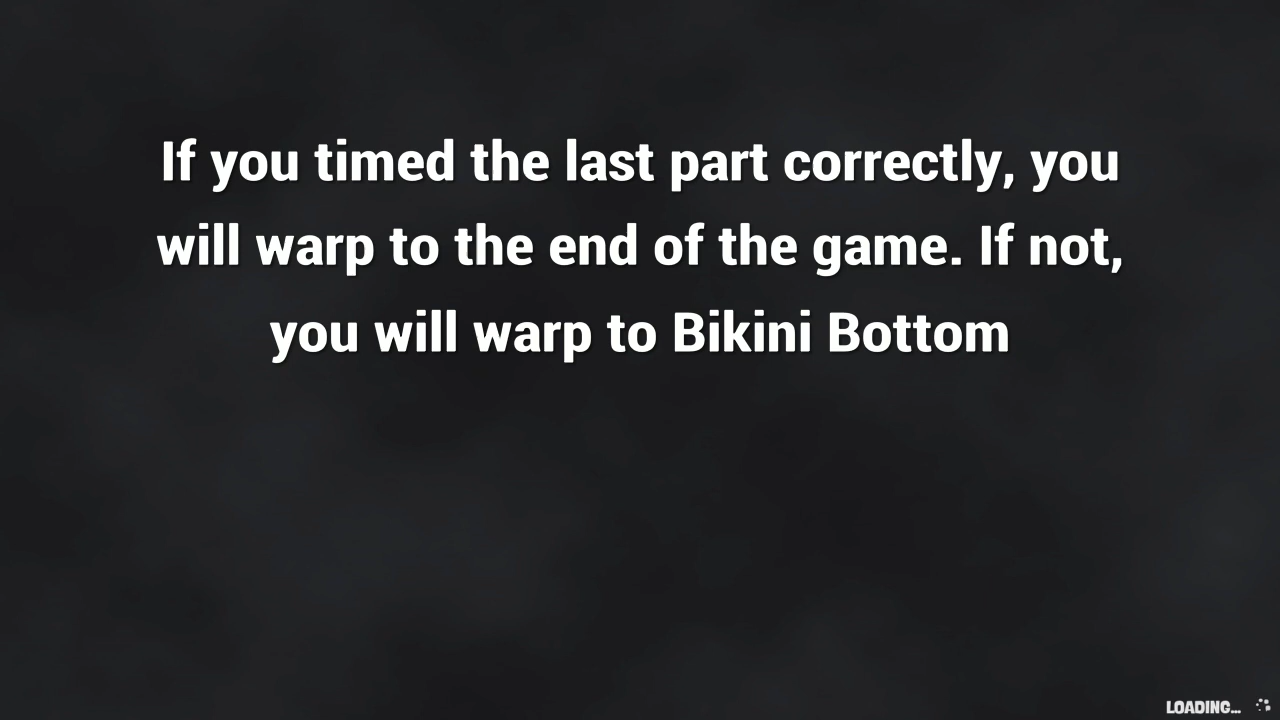 If you timed the last part correctly, you
will warp to the end of the game. If not,
you will warp to Bikini Bottom
LOADING...